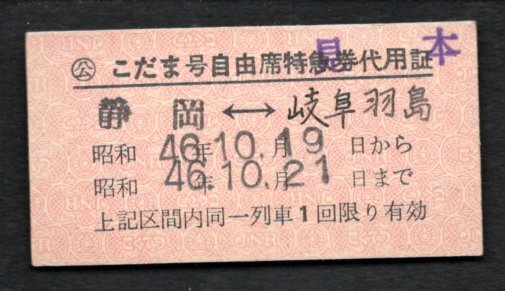 見本
㊂公 こだま号自由席特急券代用証
静岡 ↔ 岐阜羽島
昭和 46年10月19日から
昭和 46年10月21日まで
上記区間内同一列車1回限り有効